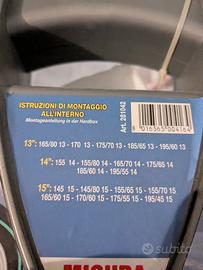 ISTRUZIONI DI MONTAGGIO
ALL'INTERNO
Montageanleitung in der Hardbox
Art. 281042
8 016363 004164
13": 165/80 13 - 170 13 - 175/70 13 - 185/65 13 - 195/60 13
14": 155 14 - 155/80 14 - 165/70 14 - 175/65 14
185/60 14 - 195/55 14
15": 145 15 - 145/80 15 - 155/65 15 - 155/70 15
165/60 15 - 170/60 15 - 175/55 15 - 195/45 15
MISURA
subito